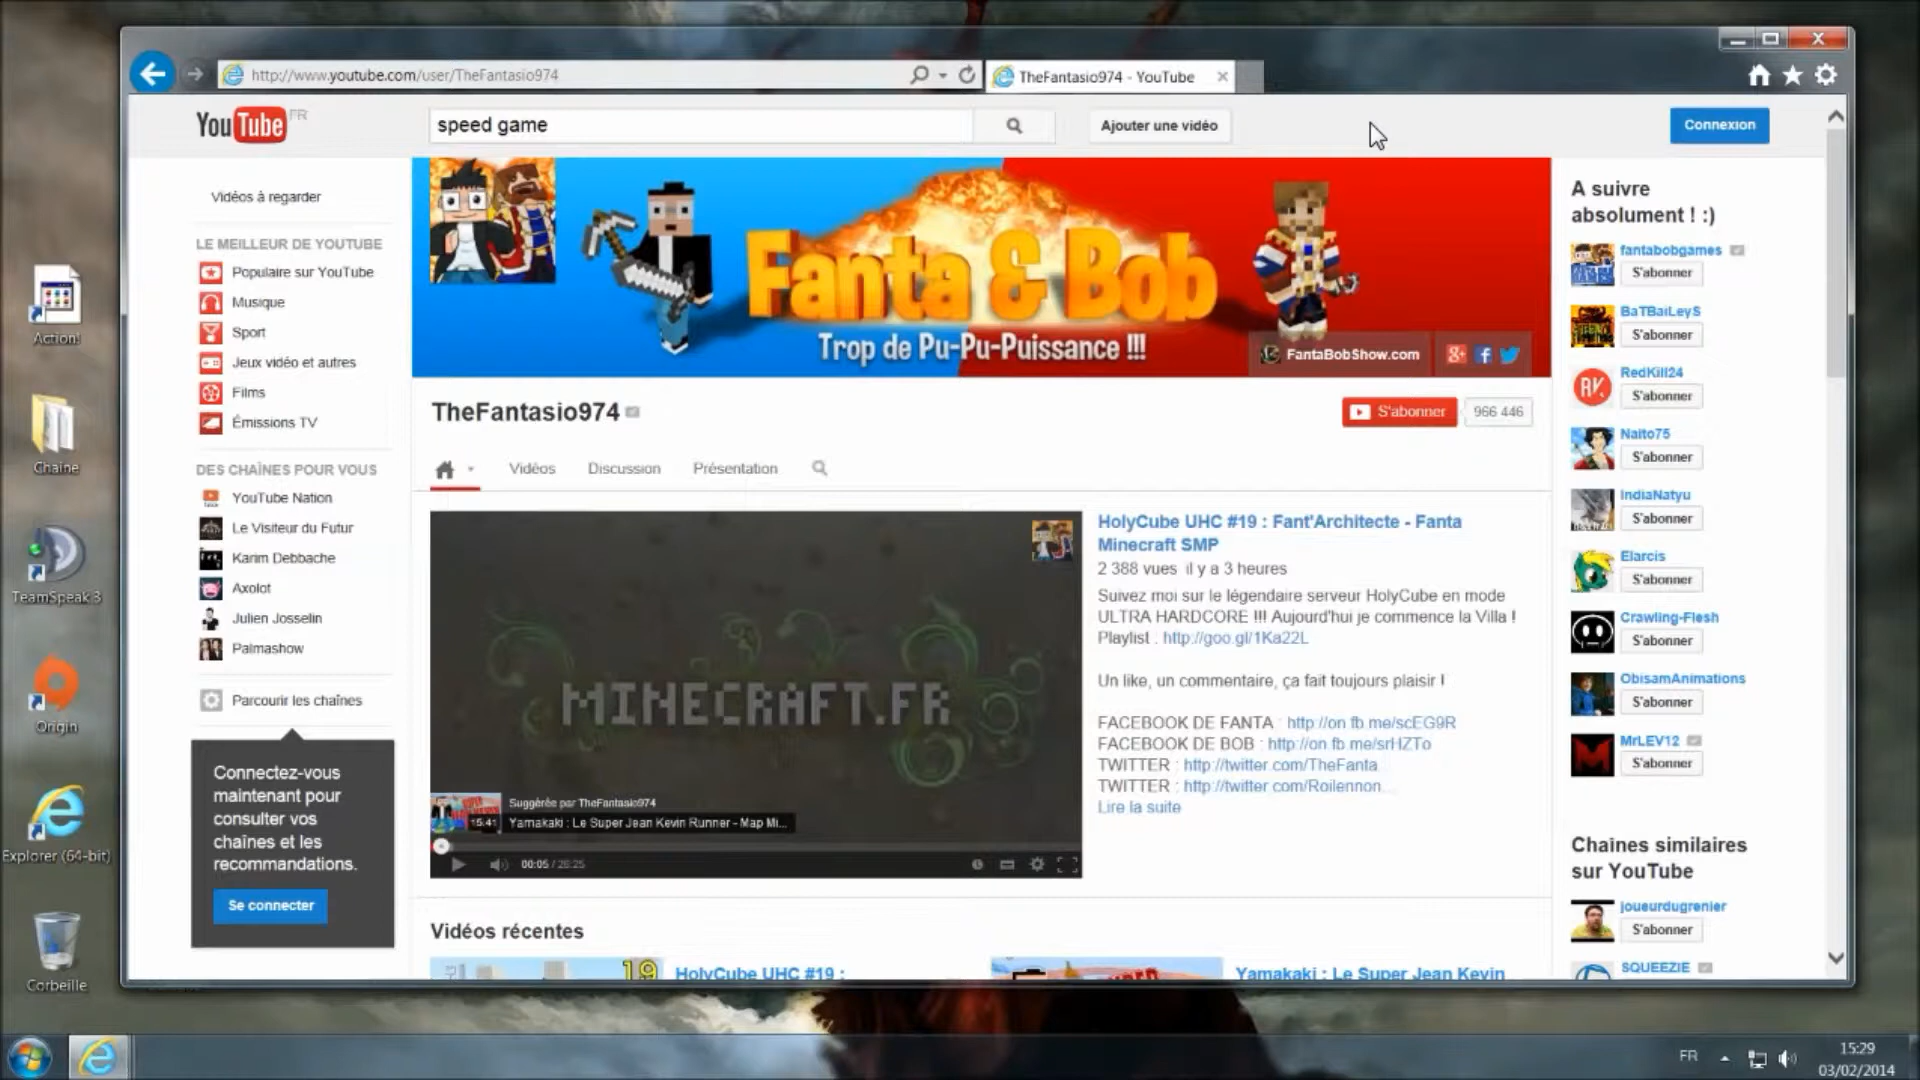 http://www.youtube.com/user/TheFantasio974
TheFantasio974 - YouTube
YouTube FR
speed game
Ajouter une vidéo
Connexion
Vidéos à regarder
LE MEILLEUR DE YOUTUBE
Populaire sur YouTube
Musique
Sport
Jeux vidéo et autres
Films
Émissions TV
DES CHAÎNES POUR VOUS
YouTube Nation
Le Visiteur du Futur
Karim Debbache
Axolot
Julien Josselin
Palmashow
Parcourir les chaînes
Connectez-vous
maintenant pour
consulter vos
chaînes et les
recommandations.
Se connecter
Fanta & Bob
Trop de Pu-Pu-Puissance !!!
FantaBobShow.com
TheFantasio974
S'abonner
966 446
Vidéos
Discussion
Présentation
MINECRAFT.FR
Suggérée par TheFantasio974
15:41
Yamakaki : Le Super Jean Kevin Runner - Map Mi...
00:05 / 26:25
HolyCube UHC #19 : Fant'Architecte - Fanta
Minecraft SMP
2 388 vues il y a 3 heures
Suivez moi sur le légendaire serveur HolyCube en mode
ULTRA HARDCORE !!! Aujourd'hui je commence la Villa !
Playlist : http://goo.gl/1Ka22L
Un like, un commentaire, ça fait toujours plaisir !
FACEBOOK DE FANTA : http://on.fb.me/scEG9R
FACEBOOK DE BOB : http://on.fb.me/srHZTo
TWITTER : http://twitter.com/TheFanta...
TWITTER : http://twitter.com/Roilennon...
Lire la suite
Vidéos récentes
19
HolyCube UHC #19 :
Yamakaki : Le Super Jean Kevin
A suivre
absolument ! :)
fantabobgames
S'abonner
BaTBaiLeyS
S'abonner
RedKill24
S'abonner
Naito75
S'abonner
IndiaNatyu
S'abonner
Elarcis
S'abonner
Crawling-Flesh
S'abonner
ObisamAnimations
S'abonner
MrLEV12
S'abonner
Chaines similaires
sur YouTube
joueurdugrenier
S'abonner
SQUEEZIE
Action!
Chaîne
TeamSpeak 3
Origin
Explorer (64-bit)
Corbeille
FR
15:29
03/02/2014